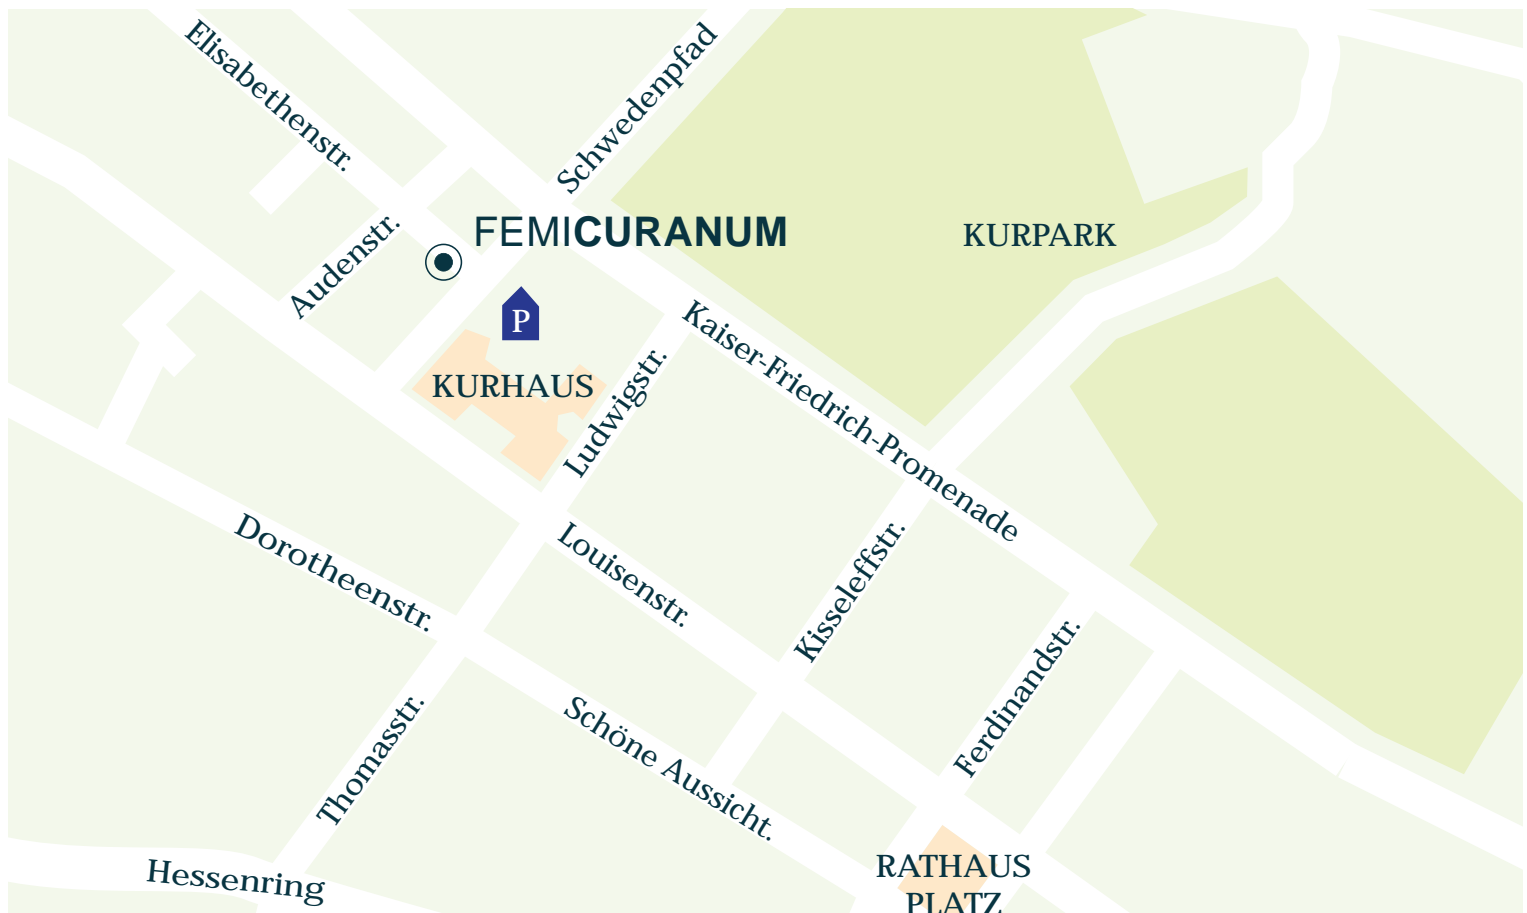 Elisabethenstr.
Schwedenpfad
Audenstr.
FEMICURANUM
KURPARK
P
KURHAUS
Ludwigstr.
Kaiser-Friedrich-Promenade
Dorotheenstr.
Louisenstr.
Kisseleffstr.
Ferdinandstr.
Thomasstr.
Schöne Aussicht.
Hessenring
RATHAUS
PLATZ